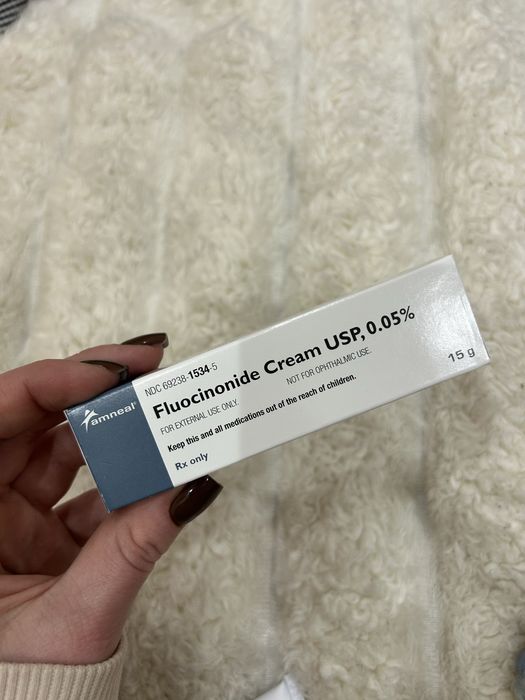 amneal®
NDC 69238-1534-5
Fluocinonide Cream USP, 0.05%
FOR EXTERNAL USE ONLY. NOT FOR OPHTHALMIC USE.
Keep this and all medications out of the reach of children.
Rx only
15 g